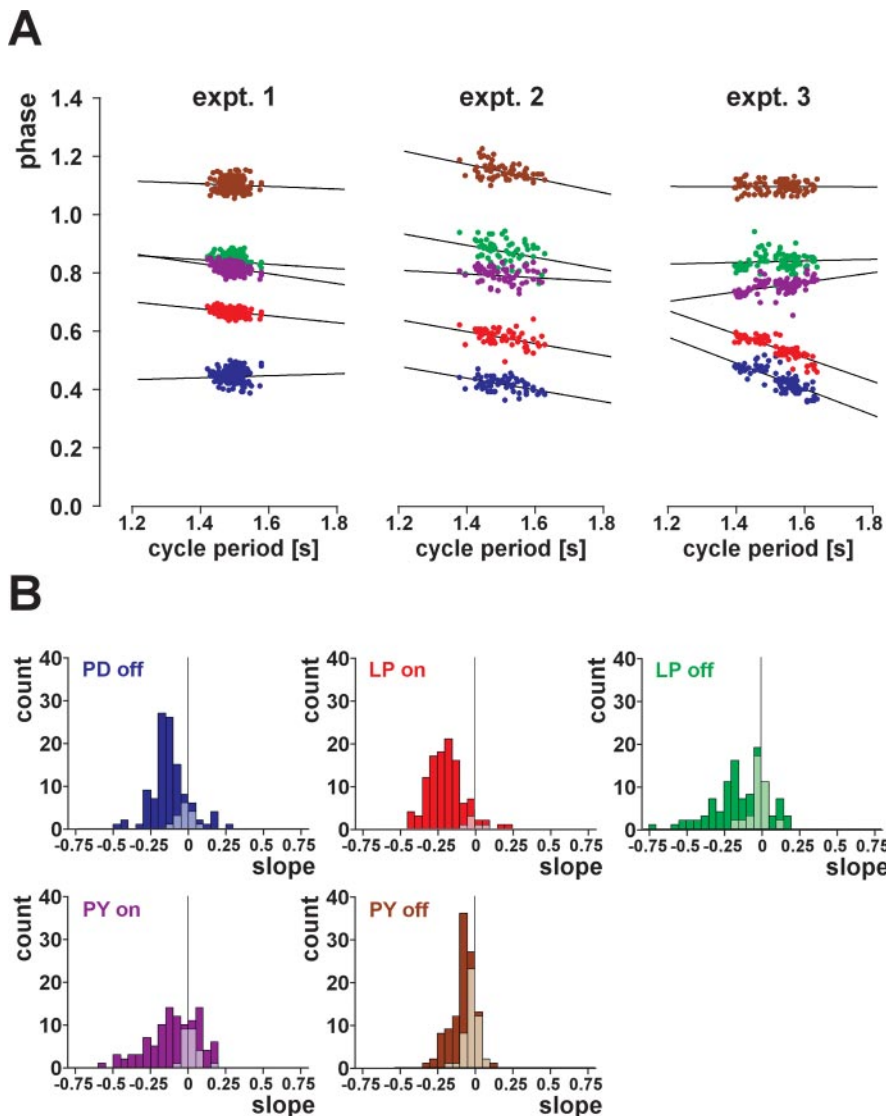 A
expt. 1 expt. 2 expt. 3
phase
1.4
1.2
1.0
0.8
0.6
0.4
0.2
0.0
1.2 1.4 1.6 1.8 1.2 1.4 1.6 1.8 1.2 1.4 1.6 1.8
cycle period [s] cycle period [s] cycle period [s]
B
PD off
count
40
30
20
10
0
-0.75 -0.5 -0.25 0 0.25 0.5 0.75
slope
LP on
count
40
30
20
10
0
-0.75 -0.5 -0.25 0 0.25 0.5 0.75
slope
LP off
count
40
30
20
10
0
-0.75 -0.5 -0.25 0 0.25 0.5 0.75
slope
PY on
count
40
30
20
10
0
-0.75 -0.5 -0.25 0 0.25 0.5 0.75
slope
PY off
count
40
30
20
10
0
-0.75 -0.5 -0.25 0 0.25 0.5 0.75
slope